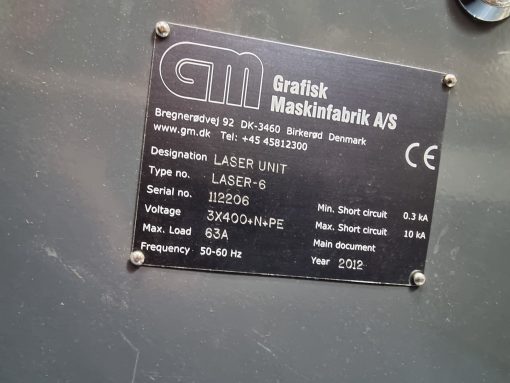 GM Grafisk
Maskinfabrik A/S
Bregnerødvej 92 DK-3460 Birkerød Denmark
www.gm.dk Tel: +45 45812300
CE
Designation LASER UNIT
Type no. LASER-6
Serial no. 112206
Voltage 3X400+N+PE
Max. Load 63A
Frequency 50-60 Hz
Min. Short circuit 0.3 kA
Max. Short circuit 10 kA
Main document
Year 2012